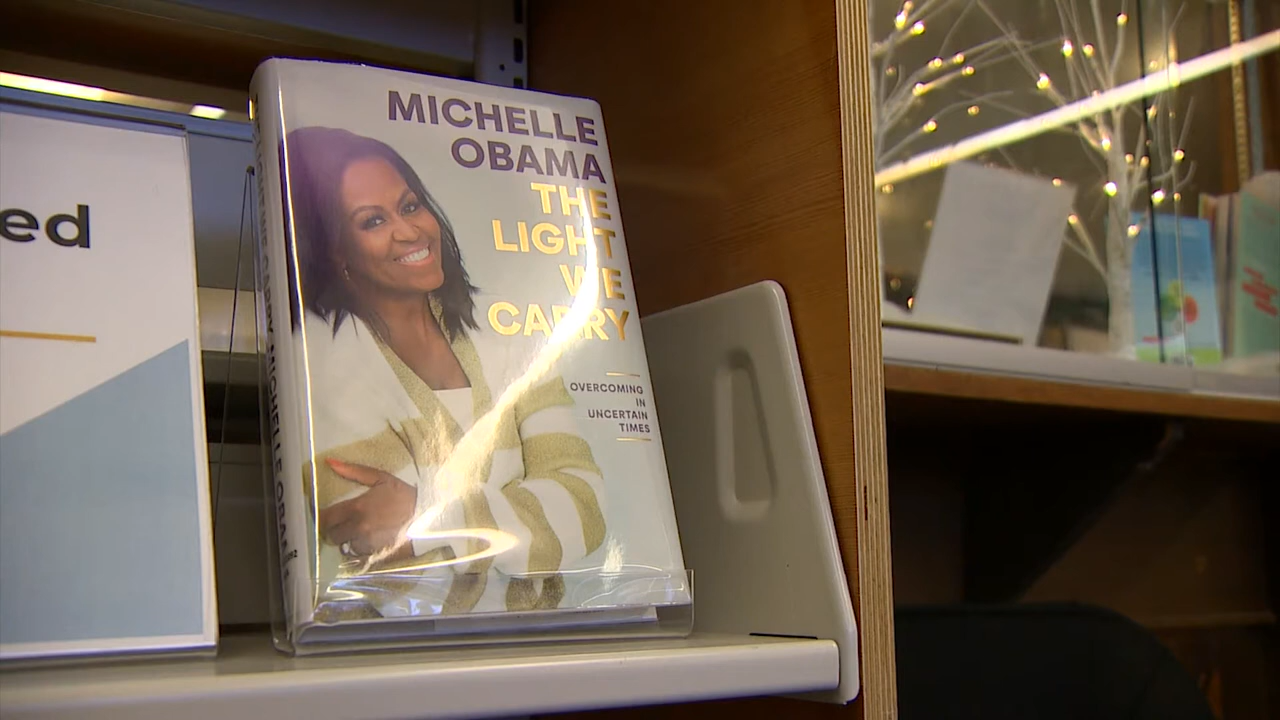 ed
MICHELLE
OBAMA
THE
LIGHT
WE
CARRY
OVERCOMING
IN
UNCERTAIN
TIMES